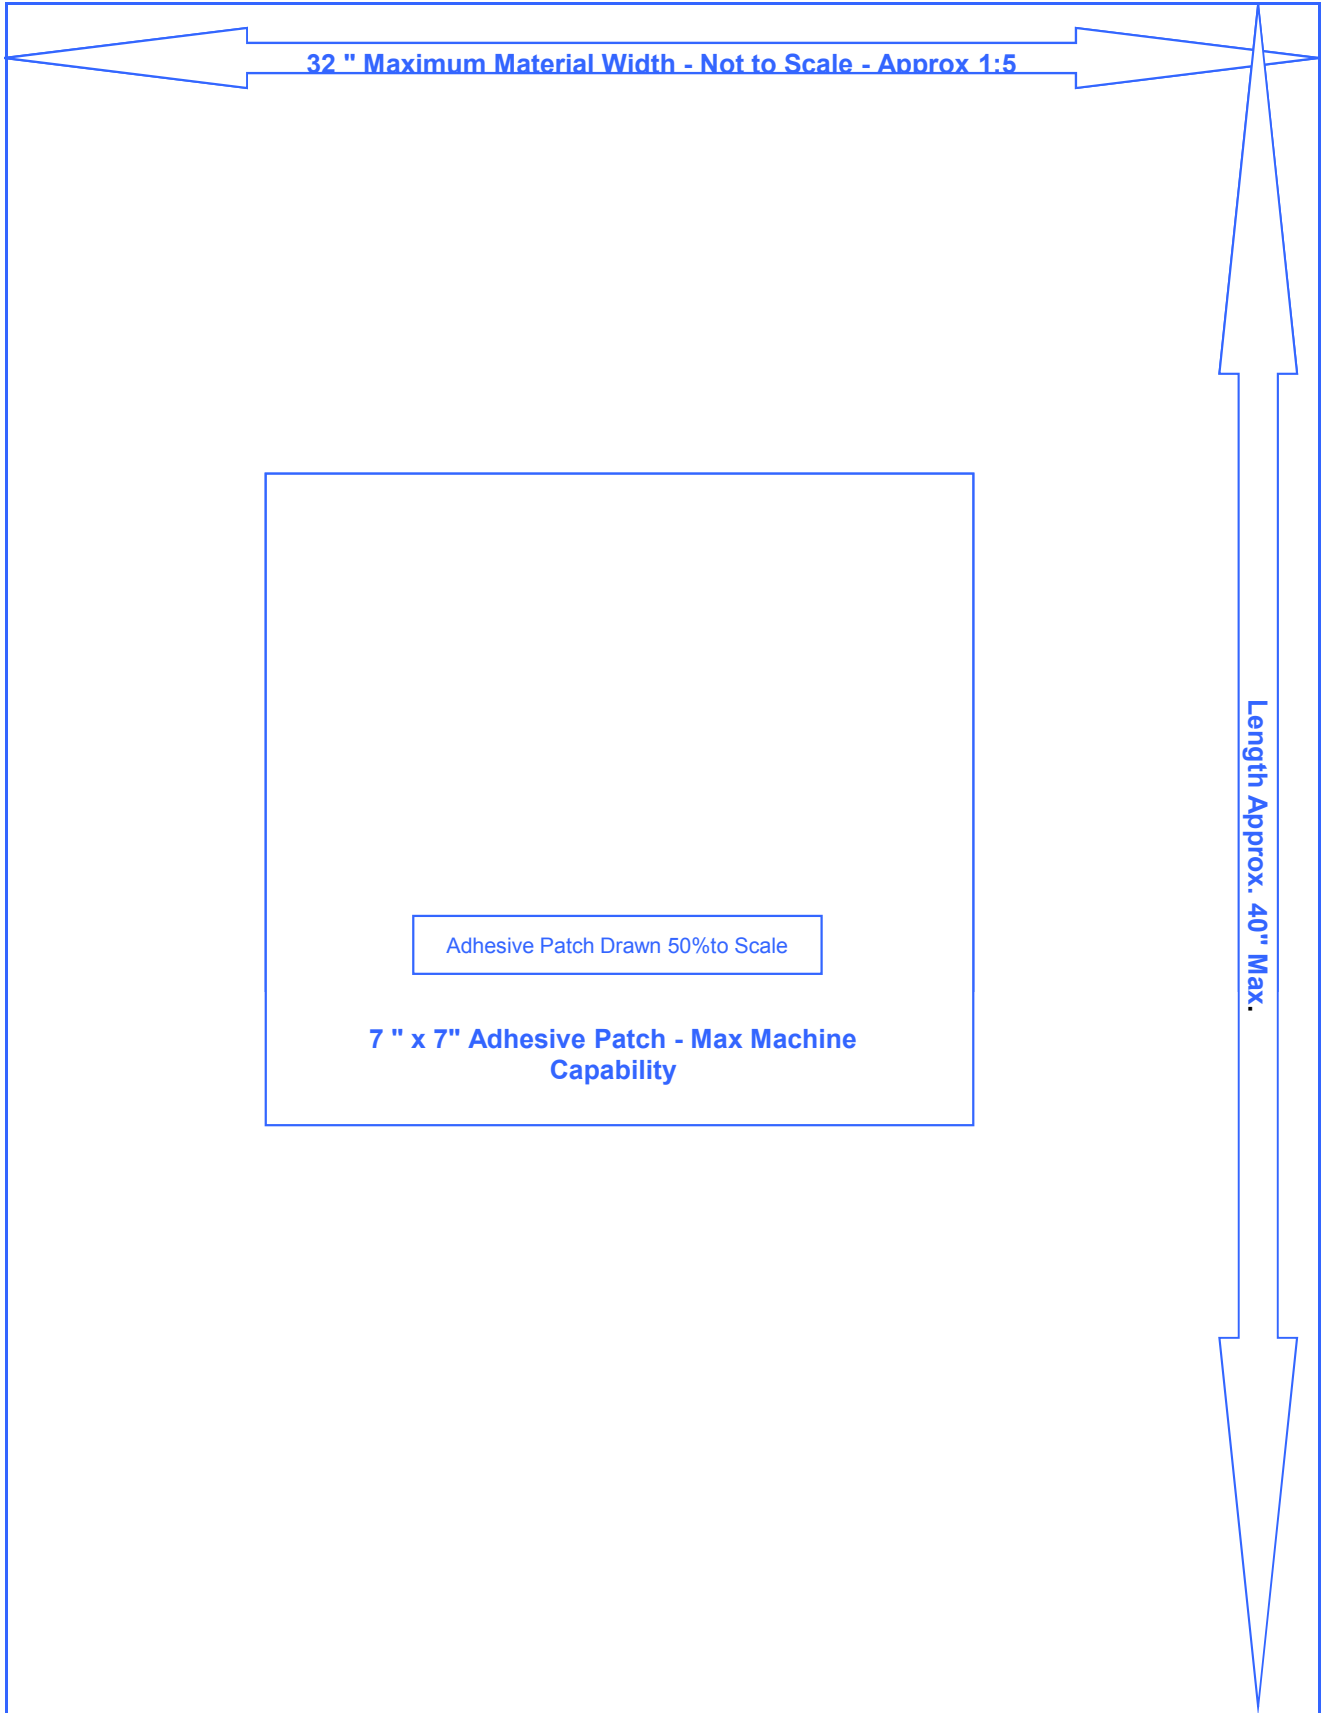 32 " Maximum Material Width - Not to Scale - Approx 1:5
Length Approx. 40" Max.
Adhesive Patch Drawn 50%to Scale
7 " x 7" Adhesive Patch - Max Machine
Capability